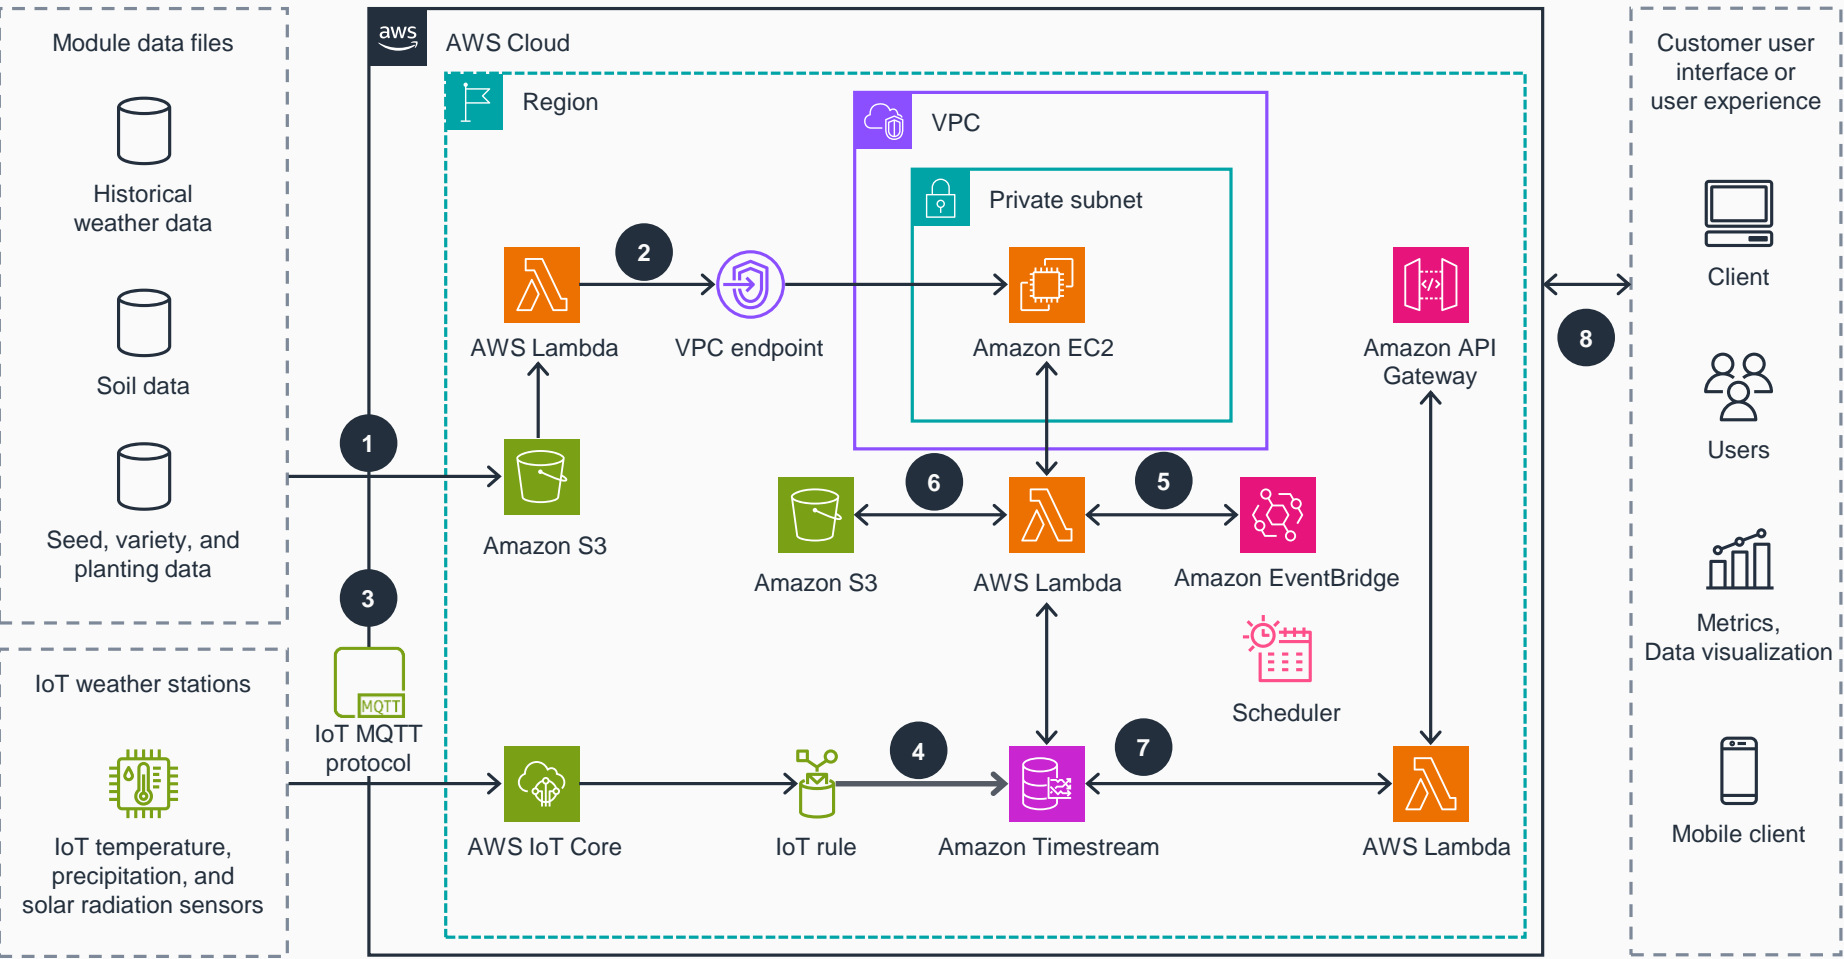 Module data files
Historical
weather data
Soil data
Seed, variety, and
planting data
IoT weather stations
IoT temperature,
precipitation, and
solar radiation sensors
aws
AWS Cloud
Region
VPC
Private subnet
1
2
3
MQTT
IoT MQTT
protocol
AWS Lambda
VPC endpoint
Amazon EC2
Amazon API
Gateway
Amazon S3
6
5
Amazon S3
AWS Lambda
Amazon EventBridge
Scheduler
4
7
AWS IoT Core
IoT rule
Amazon Timestream
AWS Lambda
8
Customer user
interface or
user experience
Client
Users
Metrics,
Data visualization
Mobile client